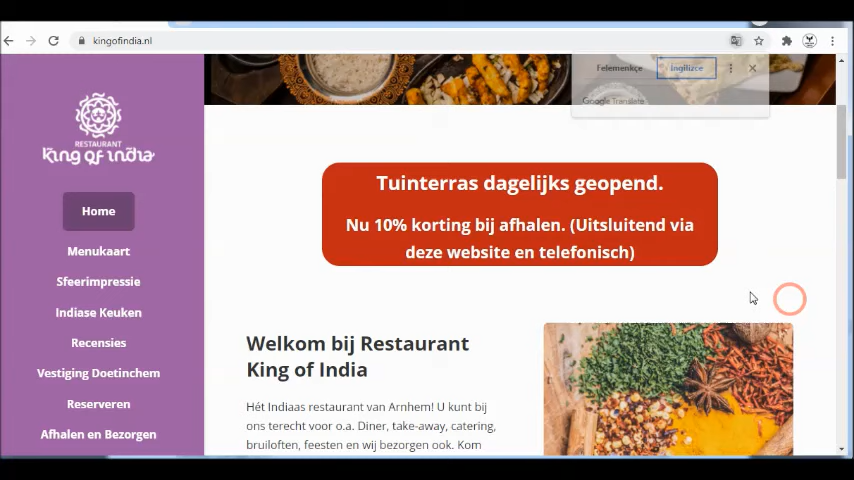 kingofindia.nl
Felemenkçe
İngilizce
Google Translate
RESTAURANT
King of india
Home
Menukaart
Sfeerimpressie
Indiase Keuken
Recensies
Vestiging Doetinchem
Reserveren
Afhalen en Bezorgen
Tuinterras dagelijks geopend.
Nu 10% korting bij afhalen. (Uitsluitend via
deze website en telefonisch)
Welkom bij Restaurant
King of India
Hét Indiaas restaurant van Arnhem! U kunt bij
ons terecht voor o.a. Diner, take-away, catering,
bruiloften, feesten en wij bezorgen ook. Kom